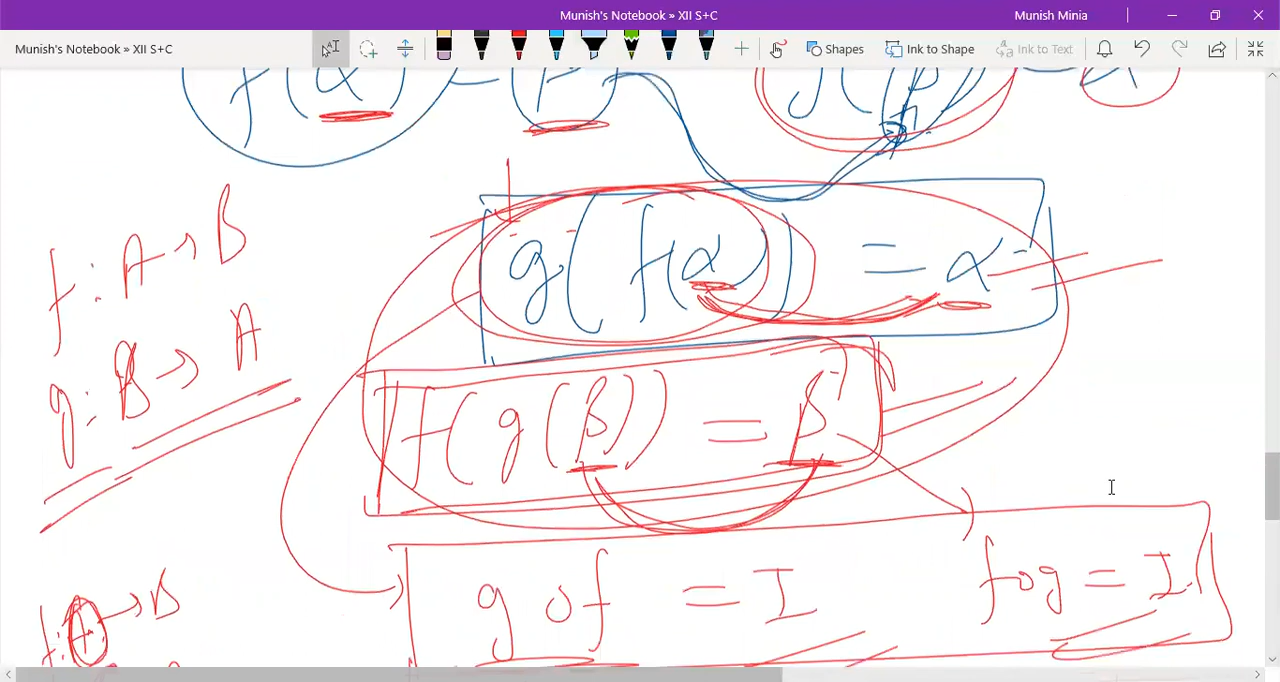 Munish's Notebook » XII S+C
Munish Minia
Munish's Notebook » XII S+C
Shapes
Ink to Shape
Ink to Text
f(α) = β
g(β) = α
f : A → B
g : B → A
g(f(α)) = α
f(g(β)) = β
gof = I
fog = I